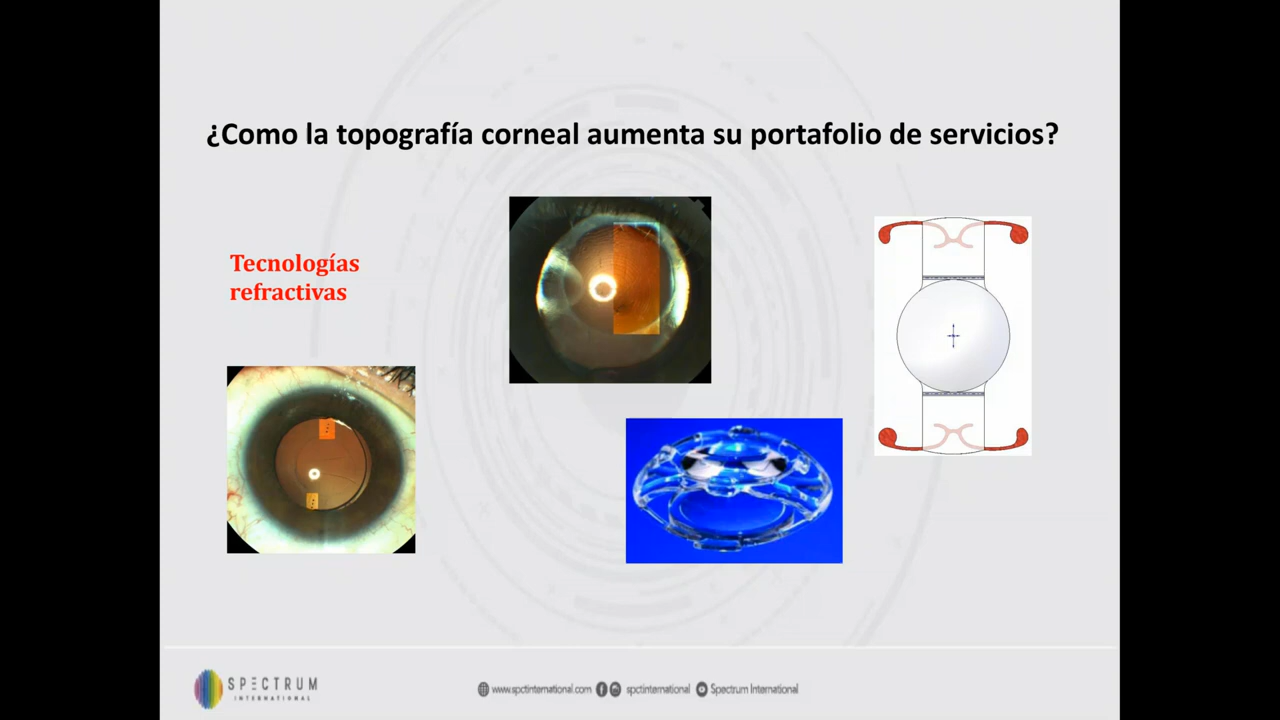 ¿Como la topografía corneal aumenta su portafolio de servicios?
Tecnologías
refractivas
SPECTRUM
INTERNATIONAL
www.spctinternational.com spctinternational Spectrum International